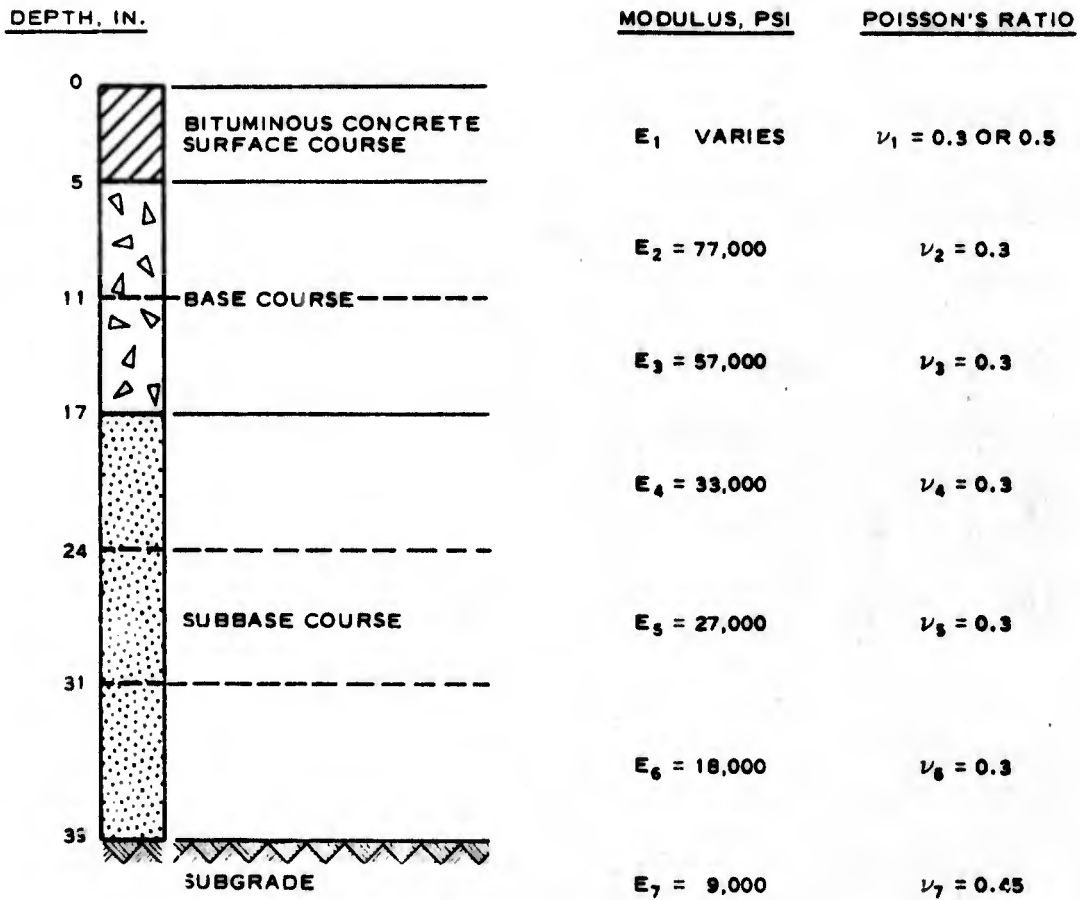 DEPTH, IN. MODULUS, PSI POISSON'S RATIO
0
BITUMINOUS CONCRETE
SURFACE COURSE
E₁ VARIES ν₁ = 0.3 OR 0.5
5
E₂ = 77,000 ν₂ = 0.3
11 BASE COURSE
E₃ = 57,000 ν₃ = 0.3
17
E₄ = 33,000 ν₄ = 0.3
24
SUBBASE COURSE E₅ = 27,000 ν₅ = 0.3
31
E₆ = 18,000 ν₆ = 0.3
39
SUBGRADE E₇ = 9,000 ν₇ = 0.45